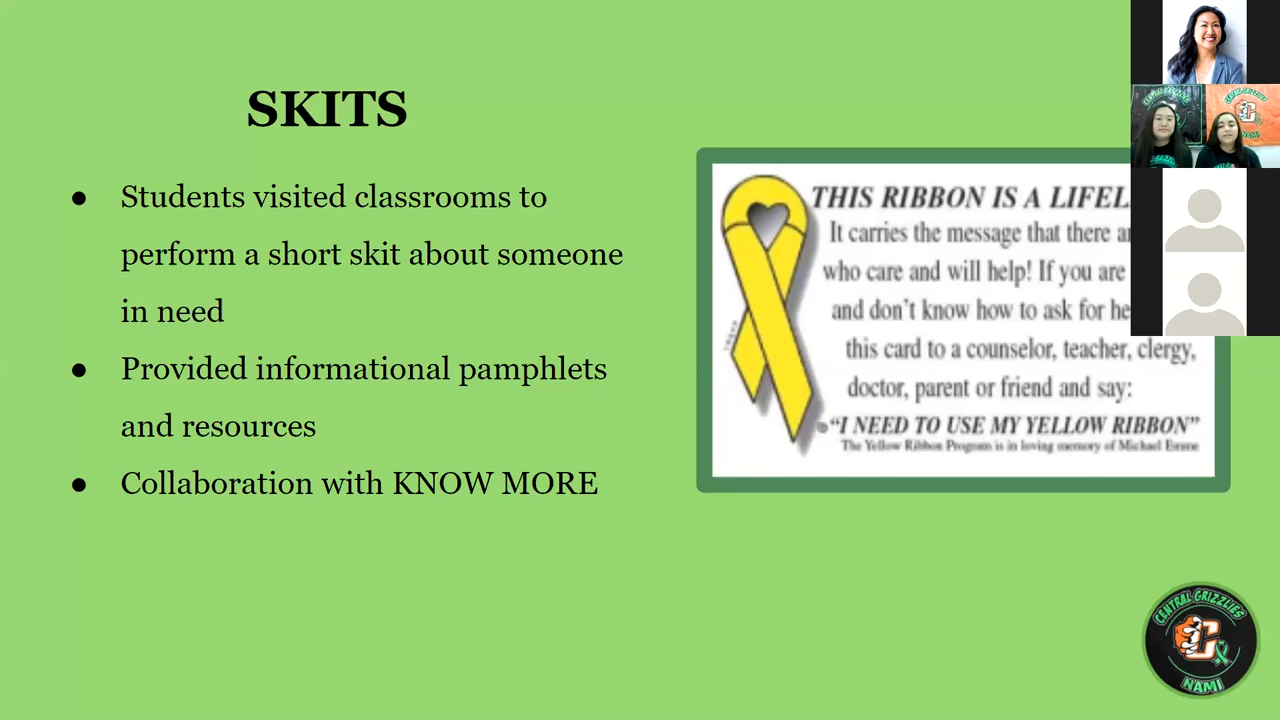 SKITS
● Students visited classrooms to
perform a short skit about someone
in need
● Provided informational pamphlets
and resources
● Collaboration with KNOW MORE
THIS RIBBON IS A LIFEL
It carries the message that there
who care and will help! If you are
and don't know how to ask for
this card to a counselor, teacher, clergy,
doctor, parent or friend and say:
"I NEED TO USE MY YELLOW RIBBON"
The Yellow Ribbon Program is in loving memory of Michael Emme
CENTRAL GRIZZLIES
C
NAMI